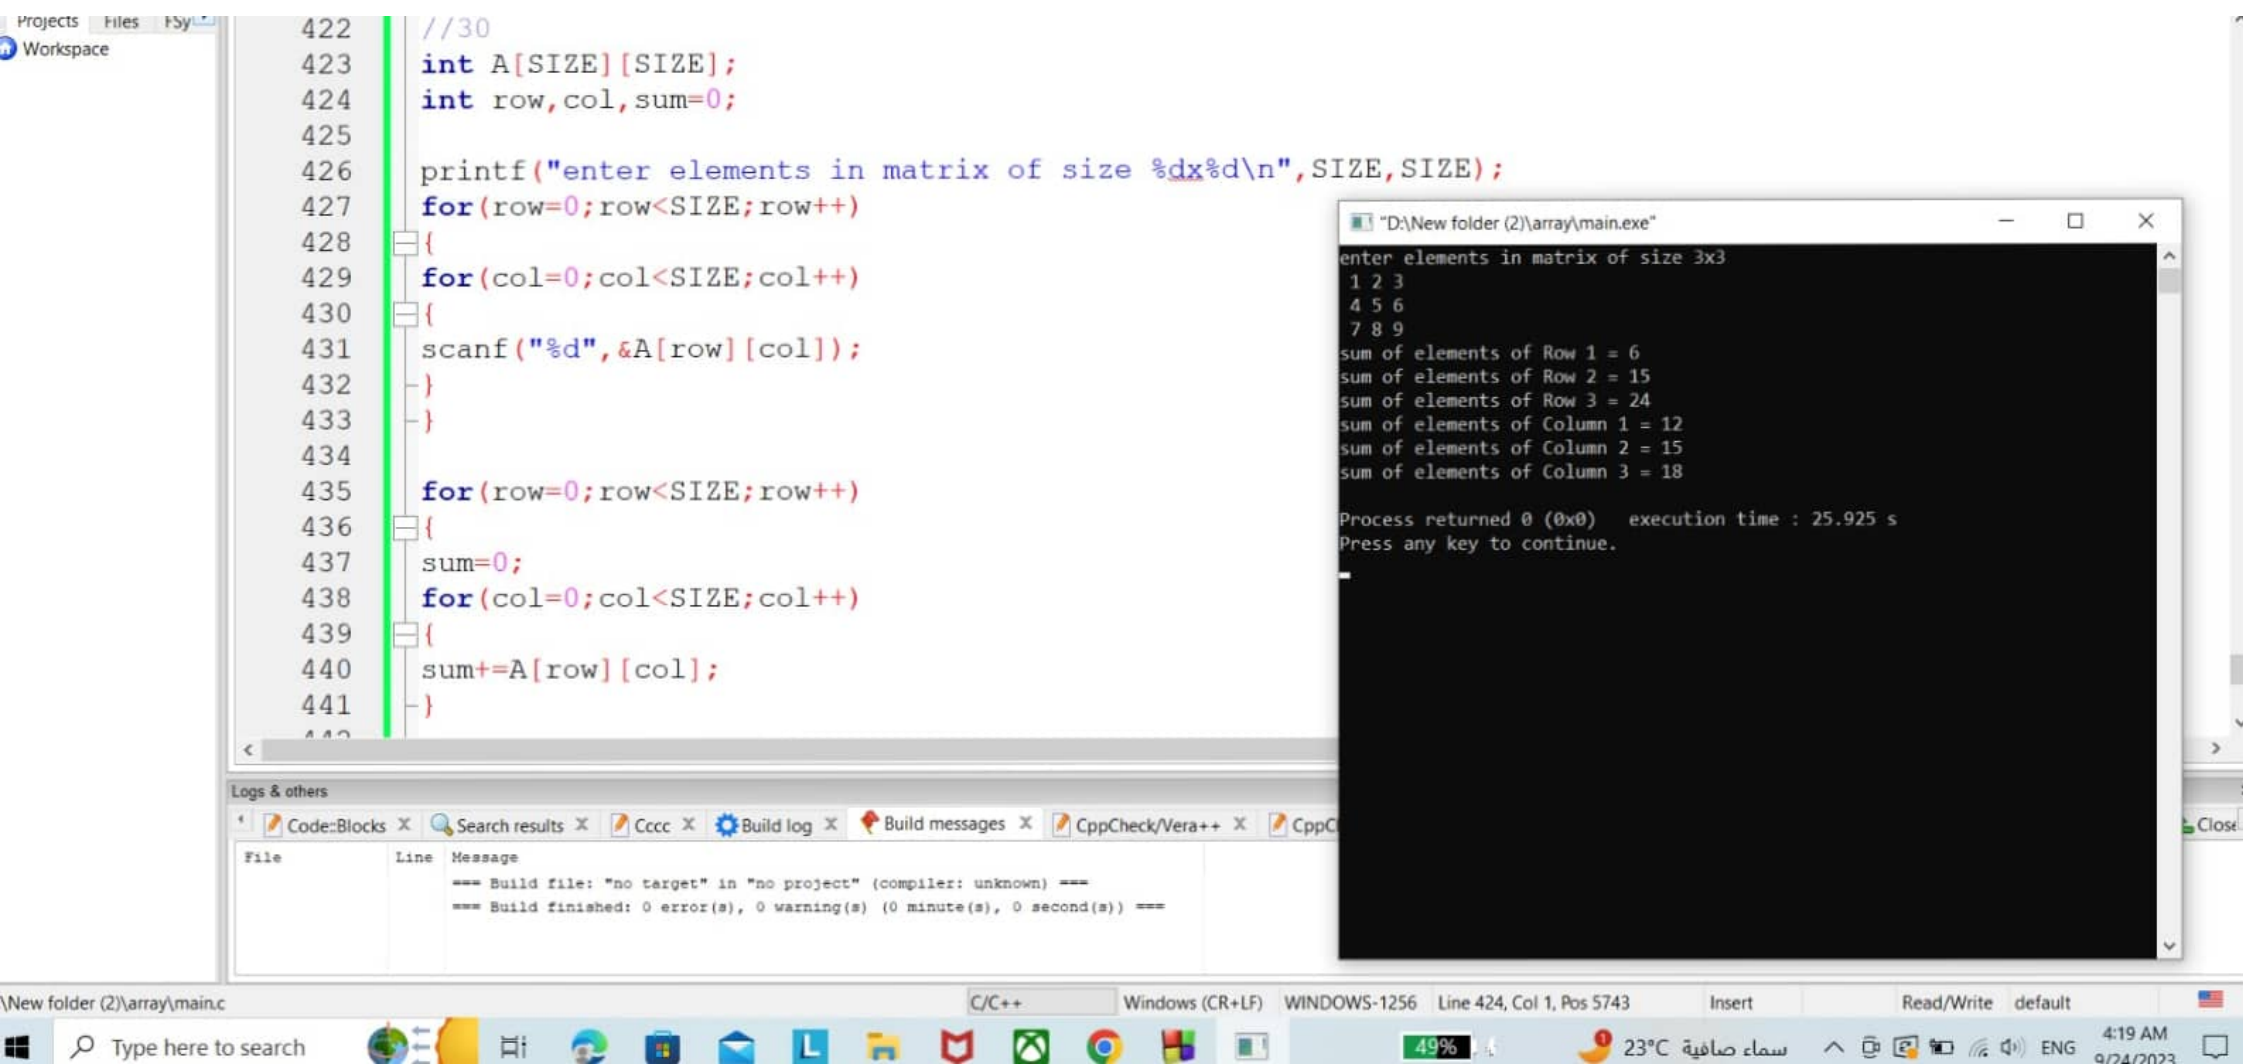 Projects Files FSy
Workspace
422 //30
423 int A[SIZE][SIZE];
424 int row,col,sum=0;
425
426 printf("enter elements in matrix of size %dx%d\n",SIZE,SIZE);
427 for(row=0;row<SIZE;row++)
428 {
429 for(col=0;col<SIZE;col++)
430 {
431 scanf("%d",&A[row][col]);
432 }
433 }
434
435 for(row=0;row<SIZE;row++)
436 {
437 sum=0;
438 for(col=0;col<SIZE;col++)
439 {
440 sum+=A[row][col];
441 }
"D:\New folder (2)\array\main.exe"
enter elements in matrix of size 3x3
1 2 3
4 5 6
7 8 9
sum of elements of Row 1 = 6
sum of elements of Row 2 = 15
sum of elements of Row 3 = 24
sum of elements of Column 1 = 12
sum of elements of Column 2 = 15
sum of elements of Column 3 = 18
Process returned 0 (0x0) execution time : 25.925 s
Press any key to continue.
Logs & others
Code::Blocks X Search results X Cccc X Build log X Build messages X CppCheck/Vera++ X CppC Close
File Line Message
=== Build file: "no target" in "no project" (compiler: unknown) ===
=== Build finished: 0 error(s), 0 warning(s) (0 minute(s), 0 second(s)) ===
\New folder (2)\array\main.c C/C++ Windows (CR+LF) WINDOWS-1256 Line 424, Col 1, Pos 5743 Insert Read/Write default
Type here to search 49% 1 23°C سماء صافية ENG 4:19 AM
9/24/2023